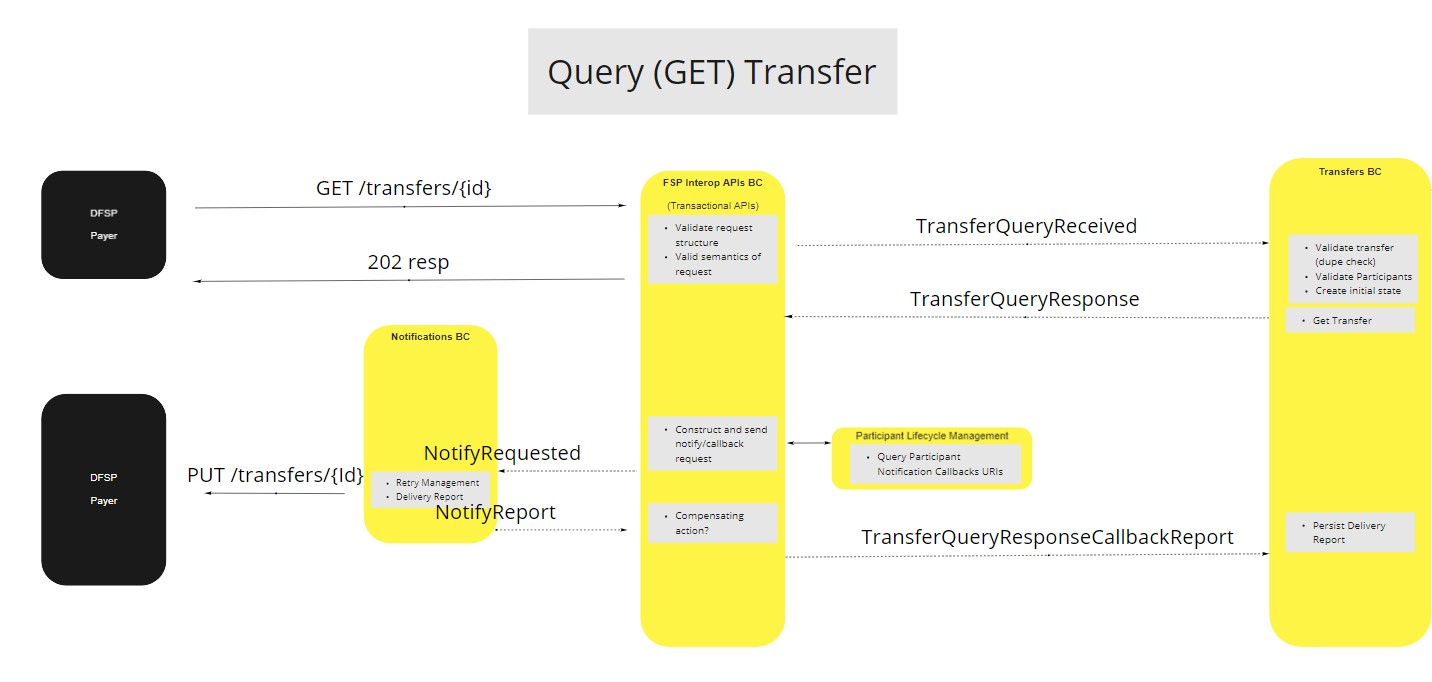 Query (GET) Transfer
DFSP
Payer
GET /transfers/{id}
202 resp
FSP Interop APIs BC
(Transactional APIs)
• Validate request
structure
• Valid semantics of
request
TransferQueryReceived
TransferQueryResponse
Transfers BC
• Validate transfer
(dupe check)
• Validate Participants
• Create initial state
• Get Transfer
Notifications BC
DFSP
Payer
PUT /transfers/{Id}
NotifyRequested
• Retry Management
• Delivery Report
NotifyReport
• Construct and send
notify/callback
request
Participant Lifecycle Management
• Query Participant
Notification Callbacks URIs
• Compensating
action?
TransferQueryResponseCallbackReport
• Persist Delivery
Report